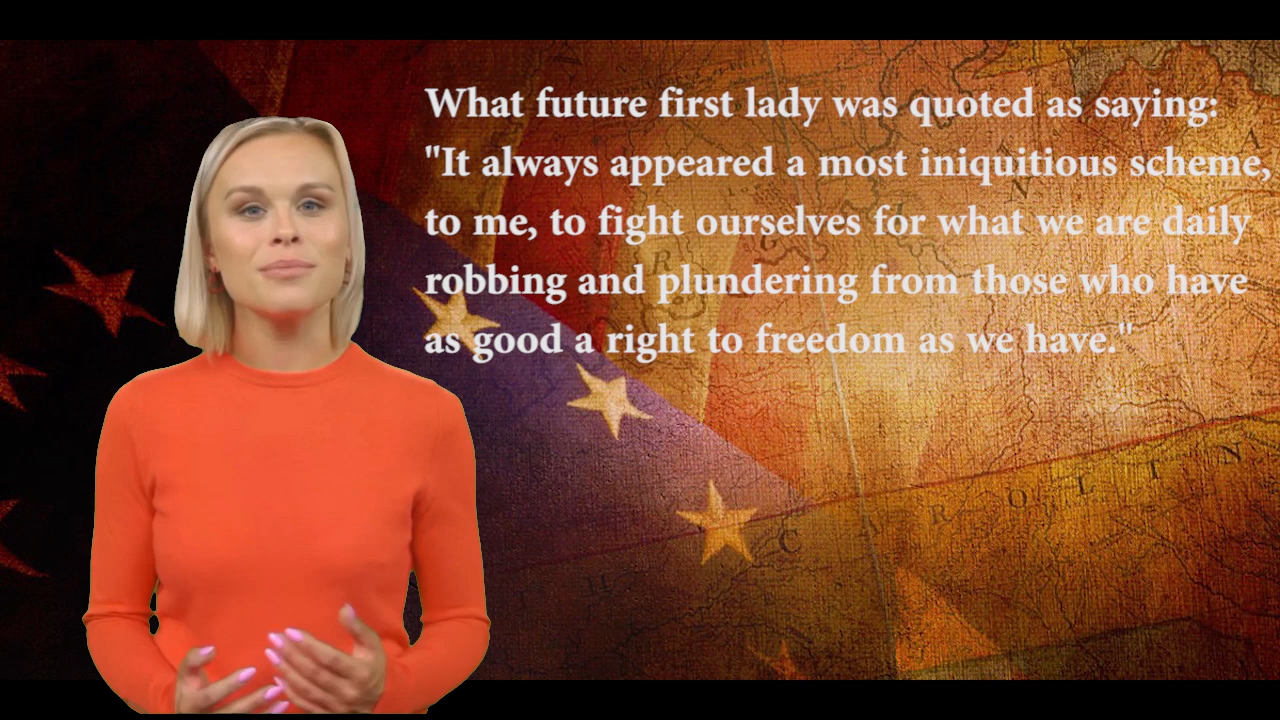 What future first lady was quoted as saying:
"It always appeared a most iniquitious scheme,
to me, to fight ourselves for what we are daily
robbing and plundering from those who have
as good a right to freedom as we have."
C A R O L I N